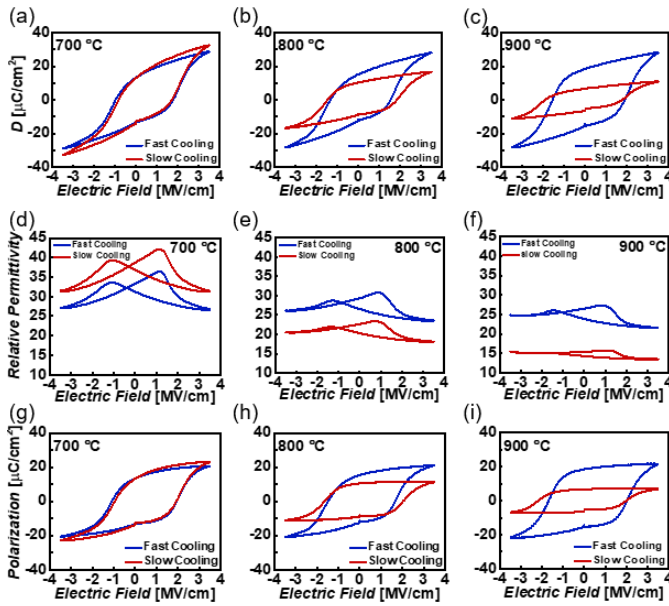 (a) (b) (c)
D [μC/cm²]
40
20
0
-20
-40
700 °C
Fast Cooling
Slow Cooling
-4 -3 -2 -1 0 1 2 3 4
Electric Field [MV/cm]
800 °C
Fast Cooling
Slow Cooling
-4 -3 -2 -1 0 1 2 3 4
Electric Field [MV/cm]
40
20
0
-20
-40
900 °C
Fast Cooling
Slow Cooling
-4 -3 -2 -1 0 1 2 3 4
Electric Field [MV/cm]
(d) (e) (f)
Relative Permittivity
45
40
35
30
25
20
15
10
Fast Cooling
Slow Cooling
700 °C
-4 -3 -2 -1 0 1 2 3 4
Electric Field [MV/cm]
45
40
35
30
25
20
15
10
Fast Cooling
Slow Cooling
800 °C
-4 -3 -2 -1 0 1 2 3 4
Electric Field [MV/cm]
45
40
35
30
25
20
15
10
Fast Cooling
Slow Cooling
900 °C
-4 -3 -2 -1 0 1 2 3 4
Electric Field [MV/cm]
(g) (h) (i)
Polarization [μC/cm²]
40
20
0
-20
-40
700 °C
Fast Cooling
Slow Cooling
-4 -3 -2 -1 0 1 2 3 4
Electric Field [MV/cm]
40
20
0
-20
-40
800 °C
Fast Cooling
Slow Cooling
-4 -3 -2 -1 0 1 2 3 4
Electric Field [MV/cm]
40
20
0
-20
-40
900 °C
Fast Cooling
Slow Cooling
-4 -3 -2 -1 0 1 2 3 4
Electric Field [MV/cm]